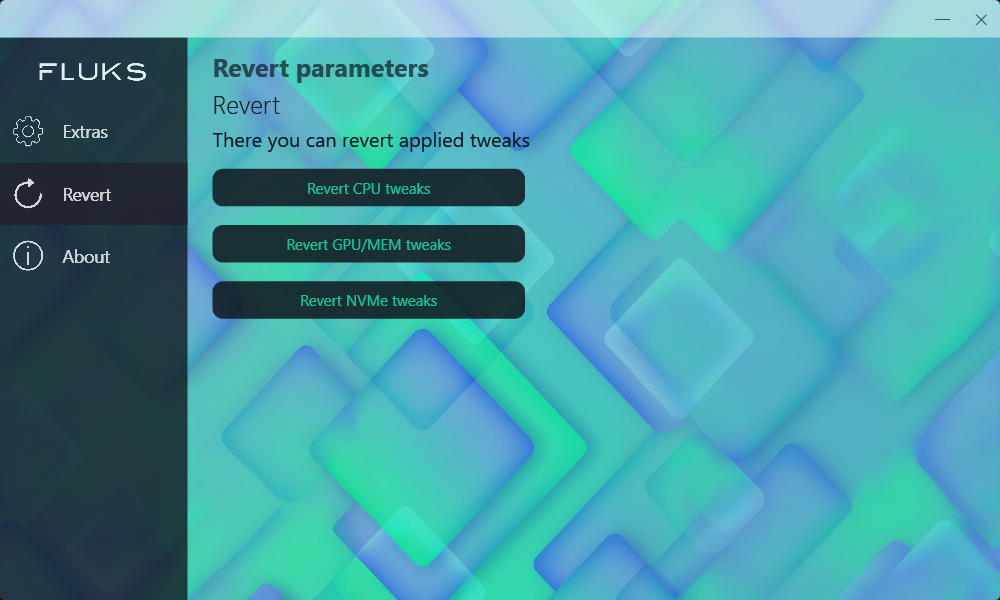 FLUKS
Extras
Revert
About
Revert parameters
Revert
There you can revert applied tweaks
Revert CPU tweaks
Revert GPU/MEM tweaks
Revert NVMe tweaks